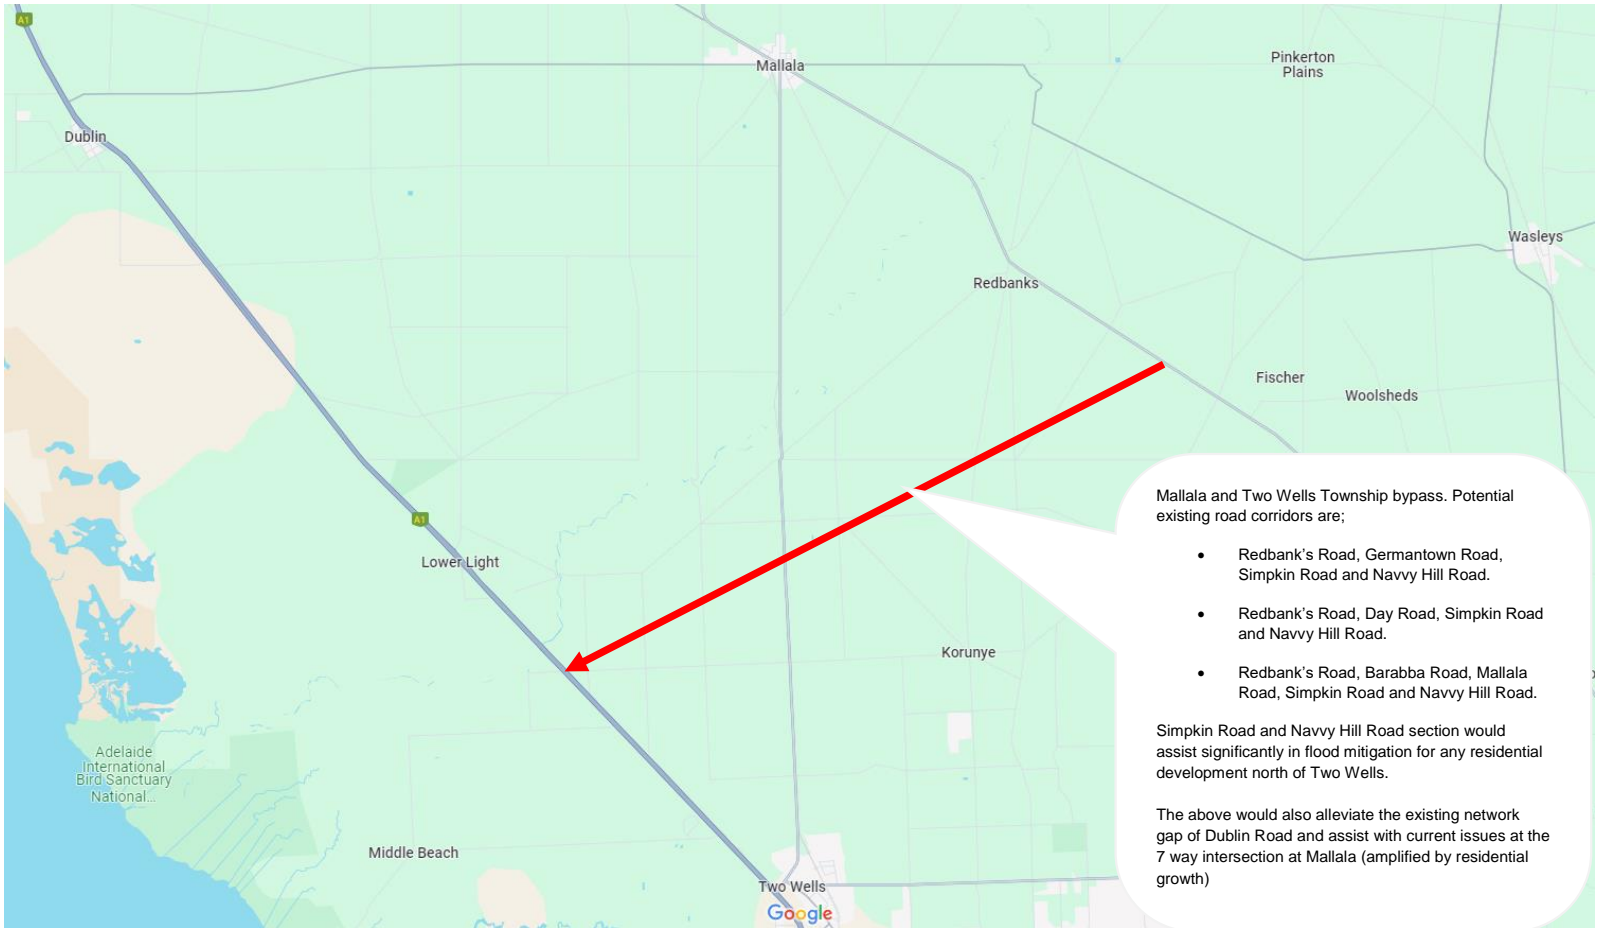 A1
Mallala
Pinkerton
Plains
Dublin
Wasleys
Redbanks
Fischer
Woolsheds
A1
Lower Light
Korunye
Adelaide
International
Bird Sanctuary
National...
Middle Beach
Two Wells
Google
Mallala and Two Wells Township bypass. Potential
existing road corridors are;
• Redbank’s Road, Germantown Road,
Simpkin Road and Navvy Hill Road.
• Redbank’s Road, Day Road, Simpkin Road
and Navvy Hill Road.
• Redbank’s Road, Barabba Road, Mallala
Road, Simpkin Road and Navvy Hill Road.
Simpkin Road and Navvy Hill Road section would
assist significantly in flood mitigation for any residential
development north of Two Wells.
The above would also alleviate the existing network
gap of Dublin Road and assist with current issues at the
7 way intersection at Mallala (amplified by residential
growth)